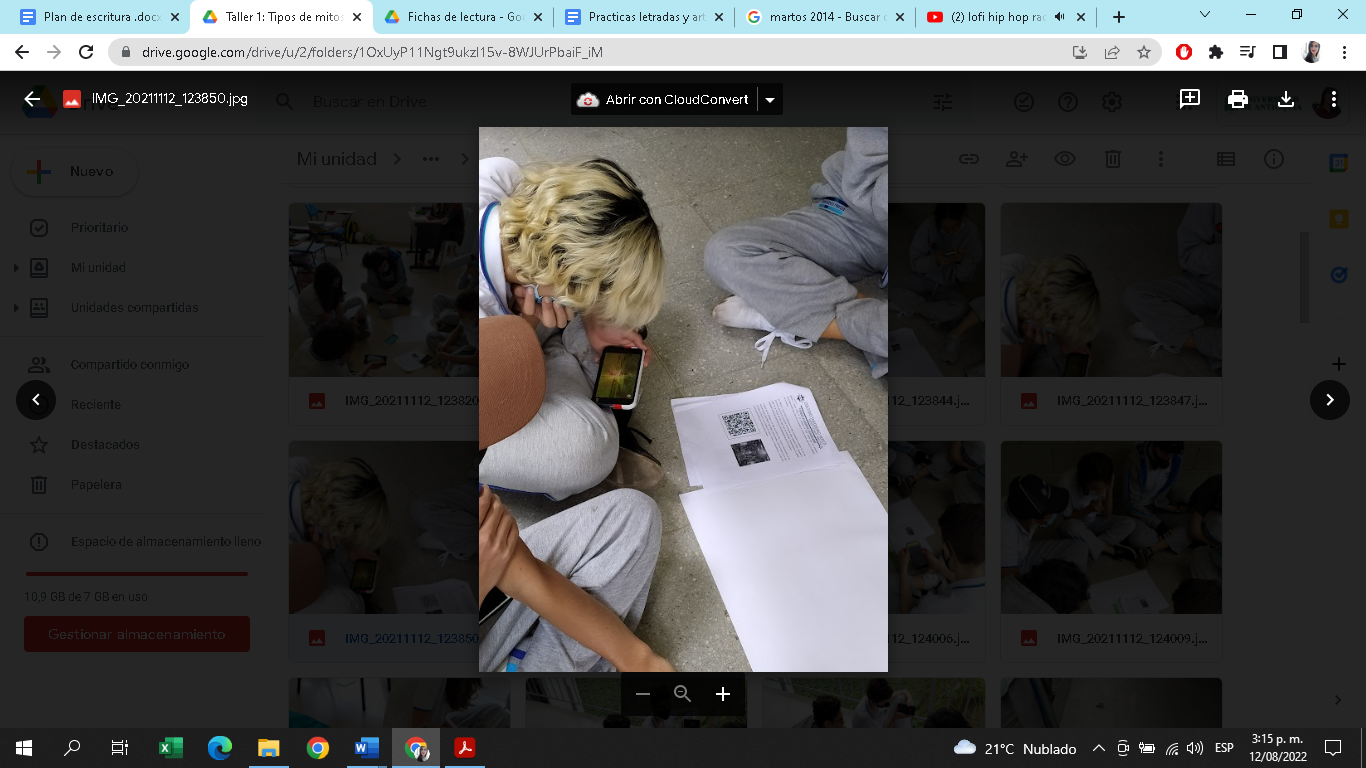 Plan de escritura .docx
Taller 1: Tipos de mitos
Fichas de lectura - Goo
Practicas letradas y art
martos 2014 - Buscar c
(2) lofi hip hop rad
drive.google.com/drive/u/2/folders/1OxUyP11Ngt9ukzI15v-8WJUrPbaiF_iM
IMG_20211112_123850.jpg
Buscar en Drive
Abrir con CloudConvert
Nuevo
Mi unidad
Prioritario
Mi unidad
Unidades compartidas
Compartido conmigo
Reciente
Destacados
Papelera
Espacio de almacenamiento lleno
10,9 GB de 7 GB en uso
Gestionar almacenamiento
IMG_20211112_123820
12_123844.j...
IMG_20211112_123847.j...
IMG_20211112_123850
12_124006.j...
IMG_20211112_124009.j...
21°C Nublado
ESP
3:15 p. m.
12/08/2022